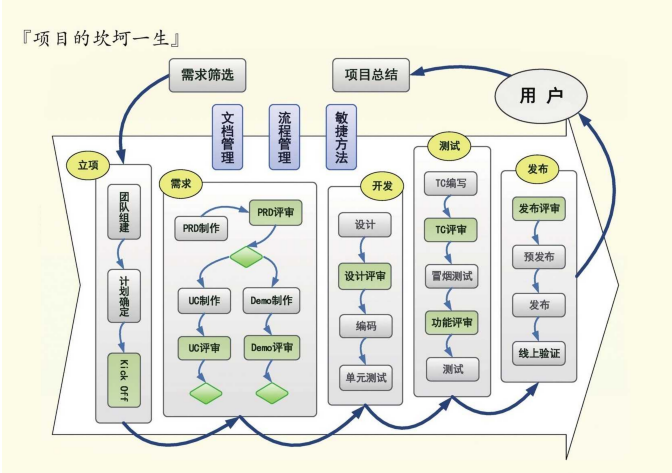 『项目的坎坷一生』
需求筛选
项目总结
用 户
文档管理
流程管理
敏捷方法
立项
团队组建
计划确定
Kick Off
需求
PRD制作
PRD评审
UC制作
Demo制作
UC评审
Demo评审
开发
设计
设计评审
编码
单元测试
测试
TC编写
TC评审
冒烟测试
功能评审
测试
发布
发布评审
预发布
发布
线上验证